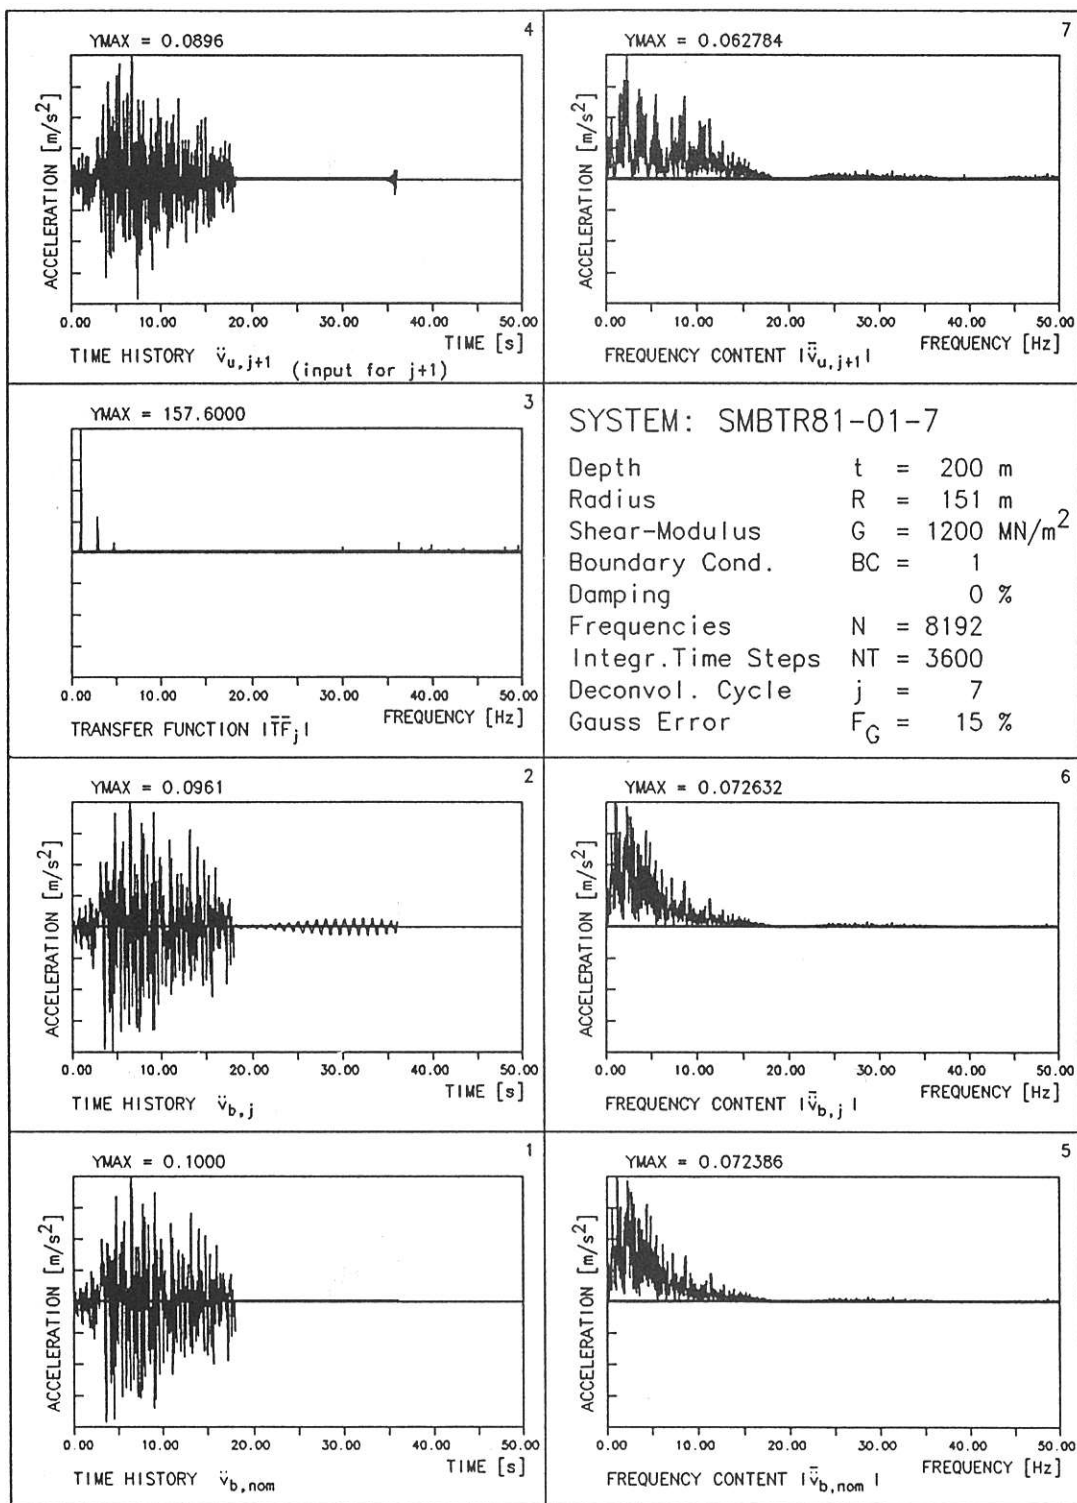 4
YMAX = 0.0896
ACCELERATION [m/s²]
0.00 10.00 20.00 30.00 40.00 50.00
TIME [s]
TIME HISTORY v̈u,j+1 (input for j+1)
7
YMAX = 0.062784
ACCELERATION [m/s²]
0.00 10.00 20.00 30.00 40.00 50.00
FREQUENCY [Hz]
FREQUENCY CONTENT |v̈̄u,j+1|
3
YMAX = 157.6000
0.00 10.00 20.00 30.00 40.00 50.00
FREQUENCY [Hz]
TRANSFER FUNCTION |T̄F̄j|
SYSTEM: SMBTR81-01-7
Depth t = 200 m
Radius R = 151 m
Shear-Modulus G = 1200 MN/m²
Boundary Cond. BC = 1
Damping 0 %
Frequencies N = 8192
Integr.Time Steps NT = 3600
Deconvol. Cycle j = 7
Gauss Error FG = 15 %
2
YMAX = 0.0961
ACCELERATION [m/s²]
0.00 10.00 20.00 30.00 40.00 50.00
TIME [s]
TIME HISTORY v̈b,j
6
YMAX = 0.072632
ACCELERATION [m/s²]
0.00 10.00 20.00 30.00 40.00 50.00
FREQUENCY [Hz]
FREQUENCY CONTENT |v̈̄b,j|
1
YMAX = 0.1000
ACCELERATION [m/s²]
0.00 10.00 20.00 30.00 40.00 50.00
TIME [s]
TIME HISTORY v̈b,nom
5
YMAX = 0.072386
ACCELERATION [m/s²]
0.00 10.00 20.00 30.00 40.00 50.00
FREQUENCY [Hz]
FREQUENCY CONTENT |v̈̄b,nom|